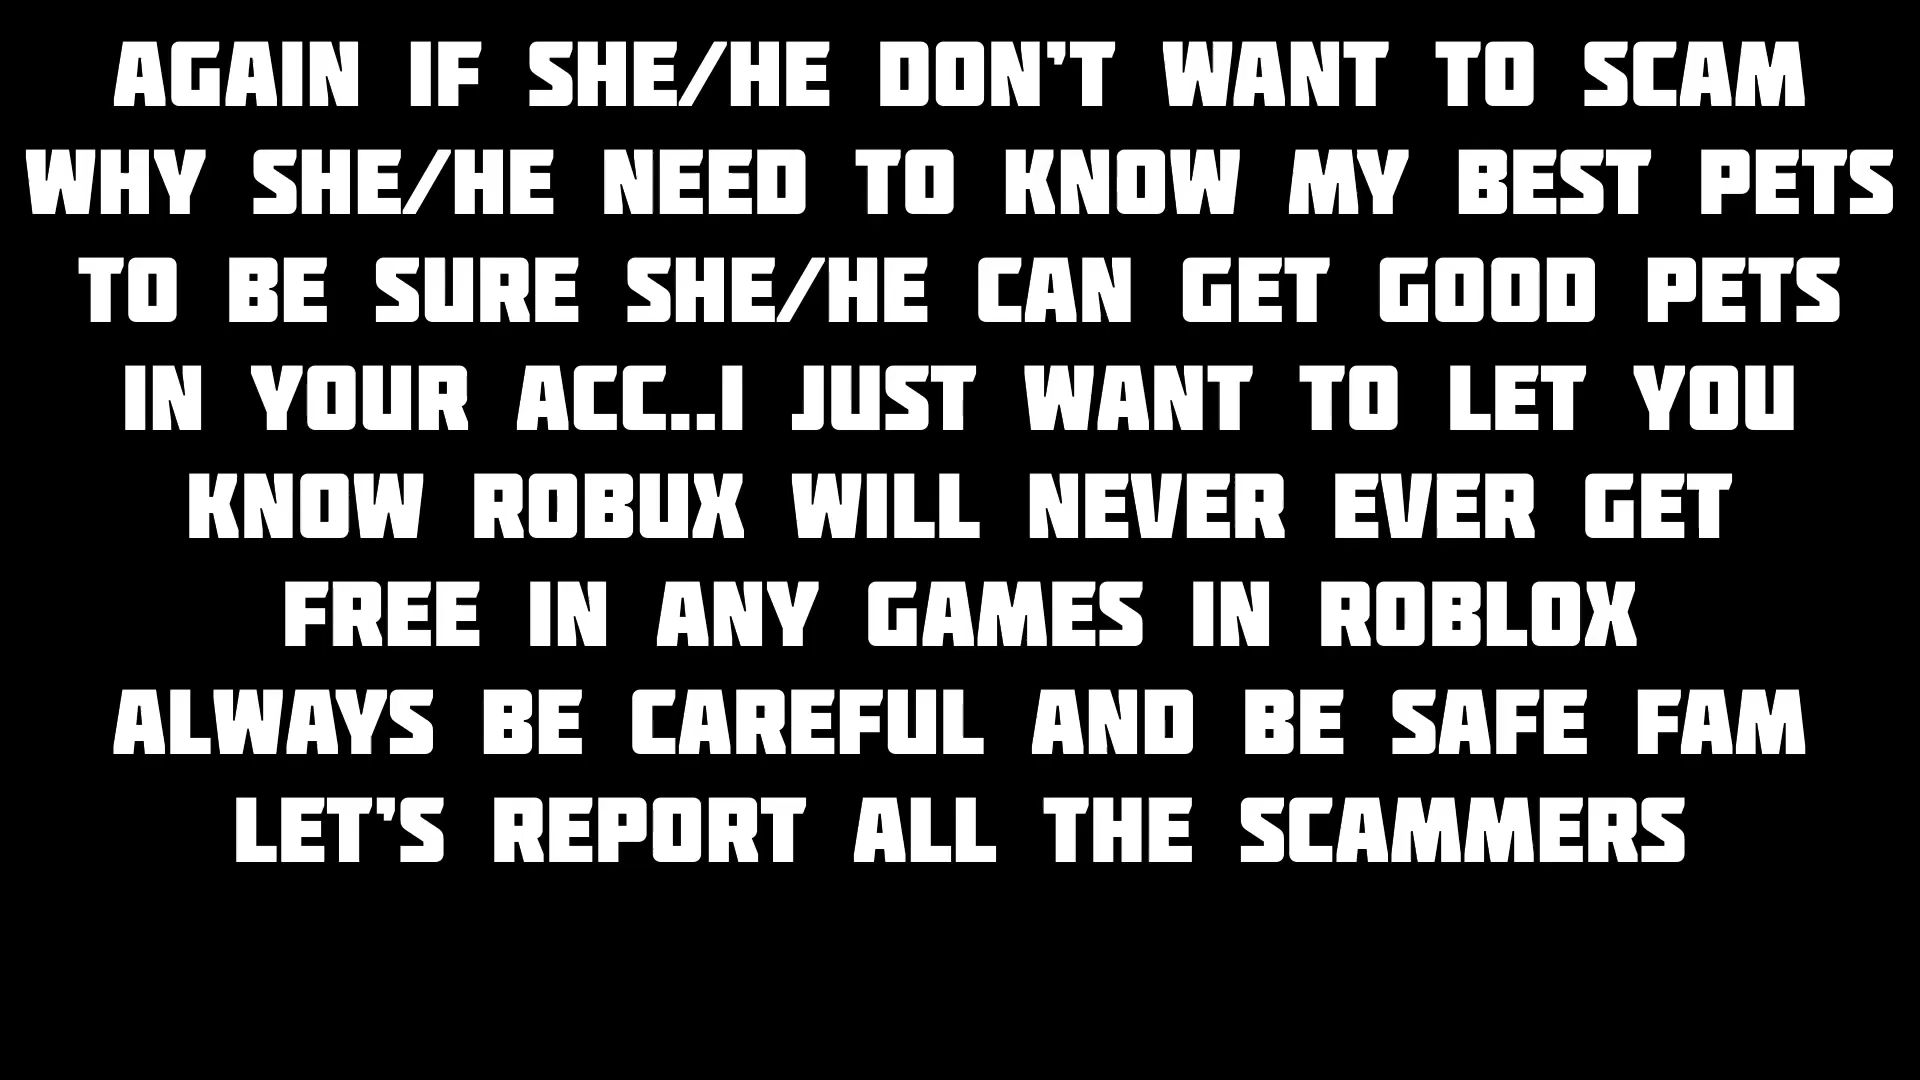 AGAIN IF SHE/HE DON'T WANT TO SCAM
WHY SHE/HE NEED TO KNOW MY BEST PETS
TO BE SURE SHE/HE CAN GET GOOD PETS
IN YOUR ACC..I JUST WANT TO LET YOU
KNOW ROBUX WILL NEVER EVER GET
FREE IN ANY GAMES IN ROBLOX
ALWAYS BE CAREFUL AND BE SAFE FAM
LET'S REPORT ALL THE SCAMMERS